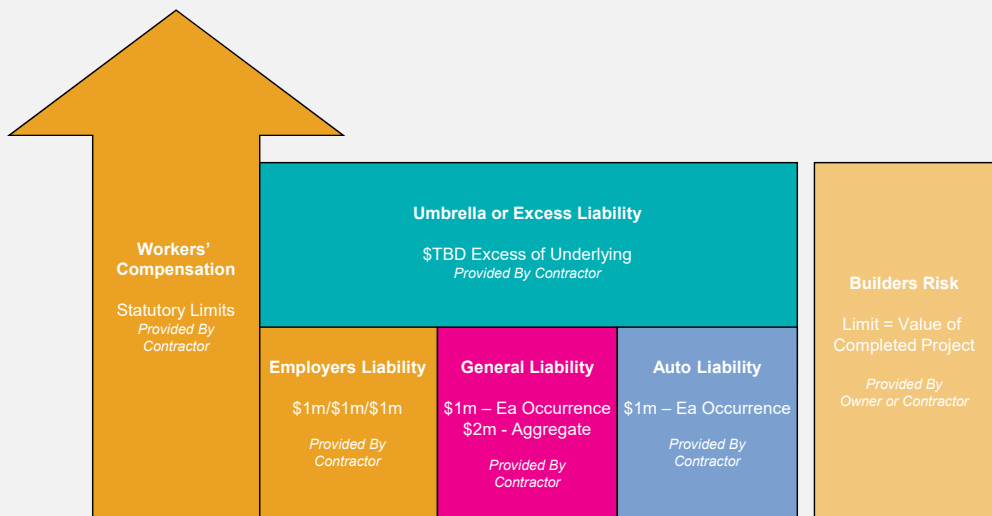 Workers'
Compensation
Statutory Limits
Provided By
Contractor
Umbrella or Excess Liability
$TBD Excess of Underlying
Provided By Contractor
Employers Liability
$1m/$1m/$1m
Provided By
Contractor
General Liability
$1m – Ea Occurrence
$2m - Aggregate
Provided By
Contractor
Auto Liability
$1m – Ea Occurrence
Provided By
Contractor
Builders Risk
Limit = Value of
Completed Project
Provided By
Owner or Contractor